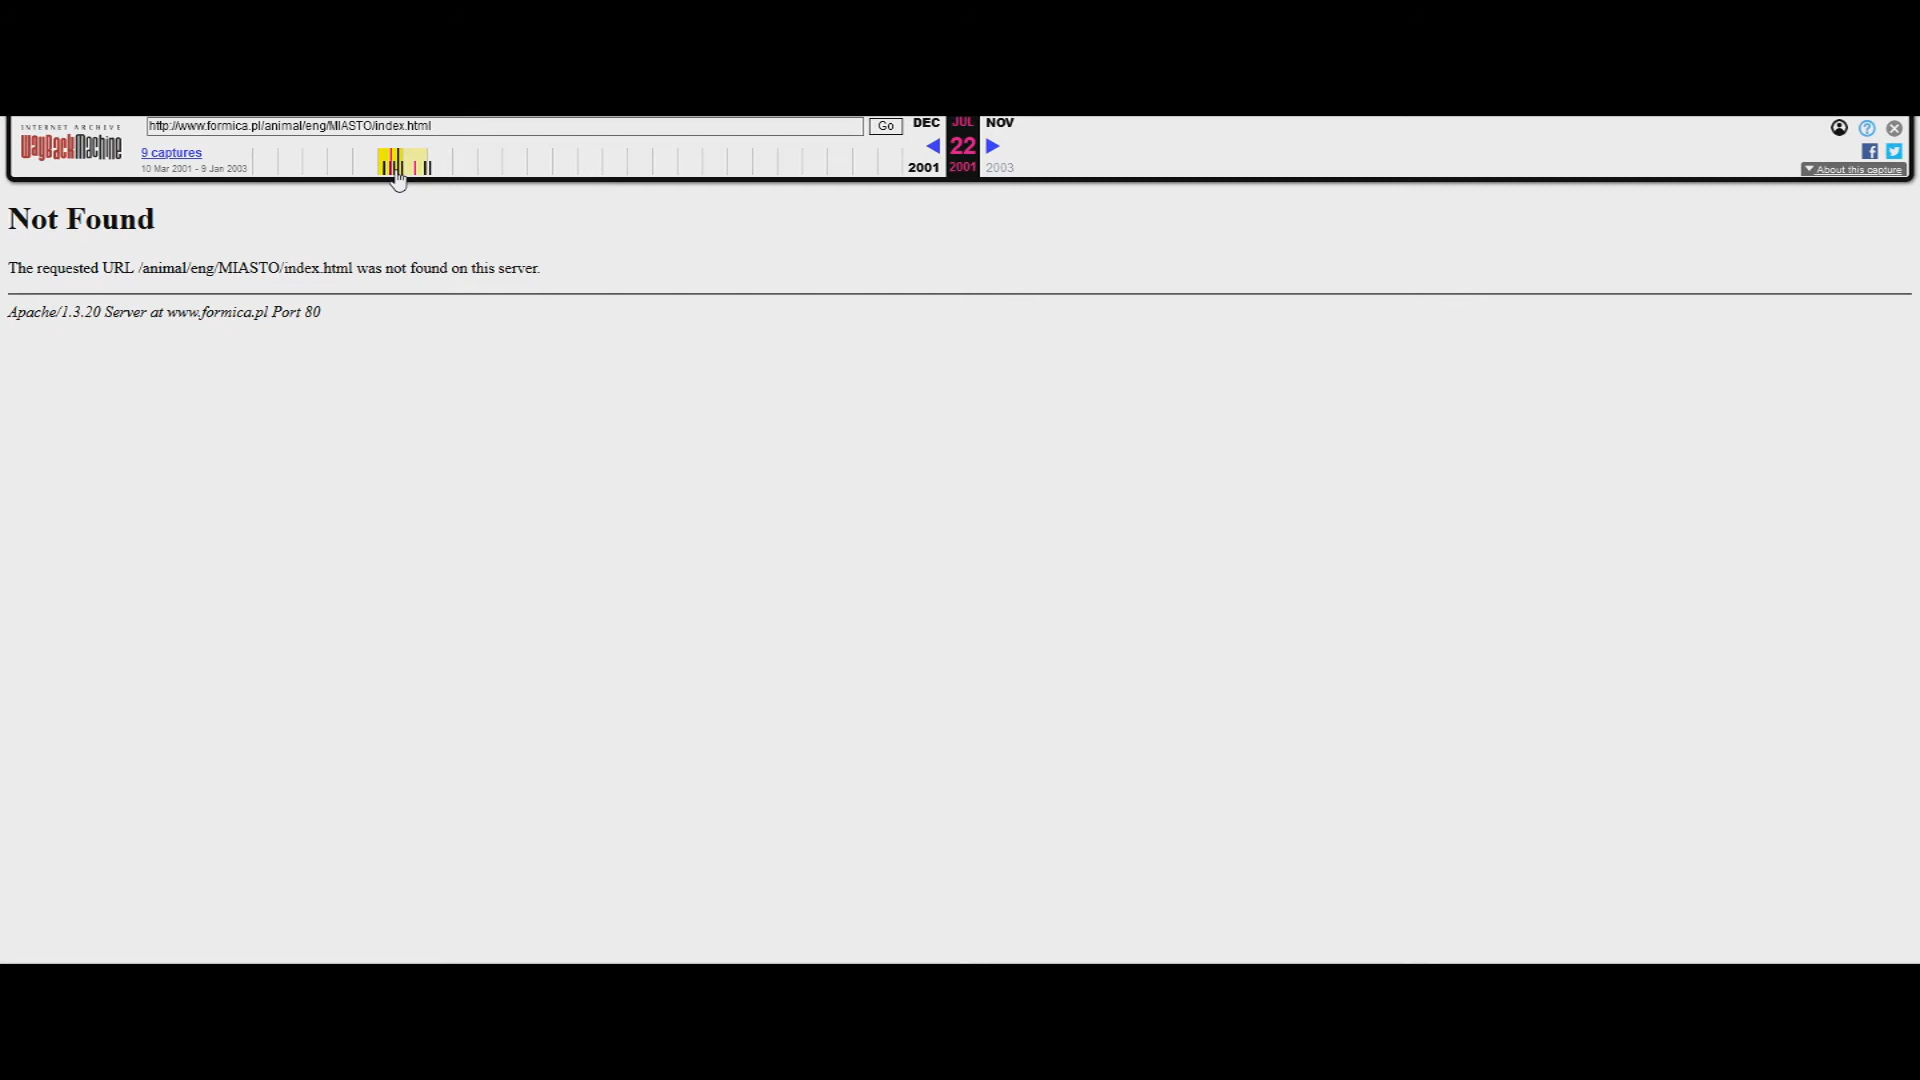 INTERNET ARCHIVE
WayBackMachine
http://www.formica.pl/animal/eng/MIASTO/index.html
Go
DEC JUL NOV
22
2001 2001 2003
9 captures
10 Mar 2001 - 9 Jan 2003
About this capture
Not Found
The requested URL /animal/eng/MIASTO/index.html was not found on this server.
Apache/1.3.20 Server at www.formica.pl Port 80